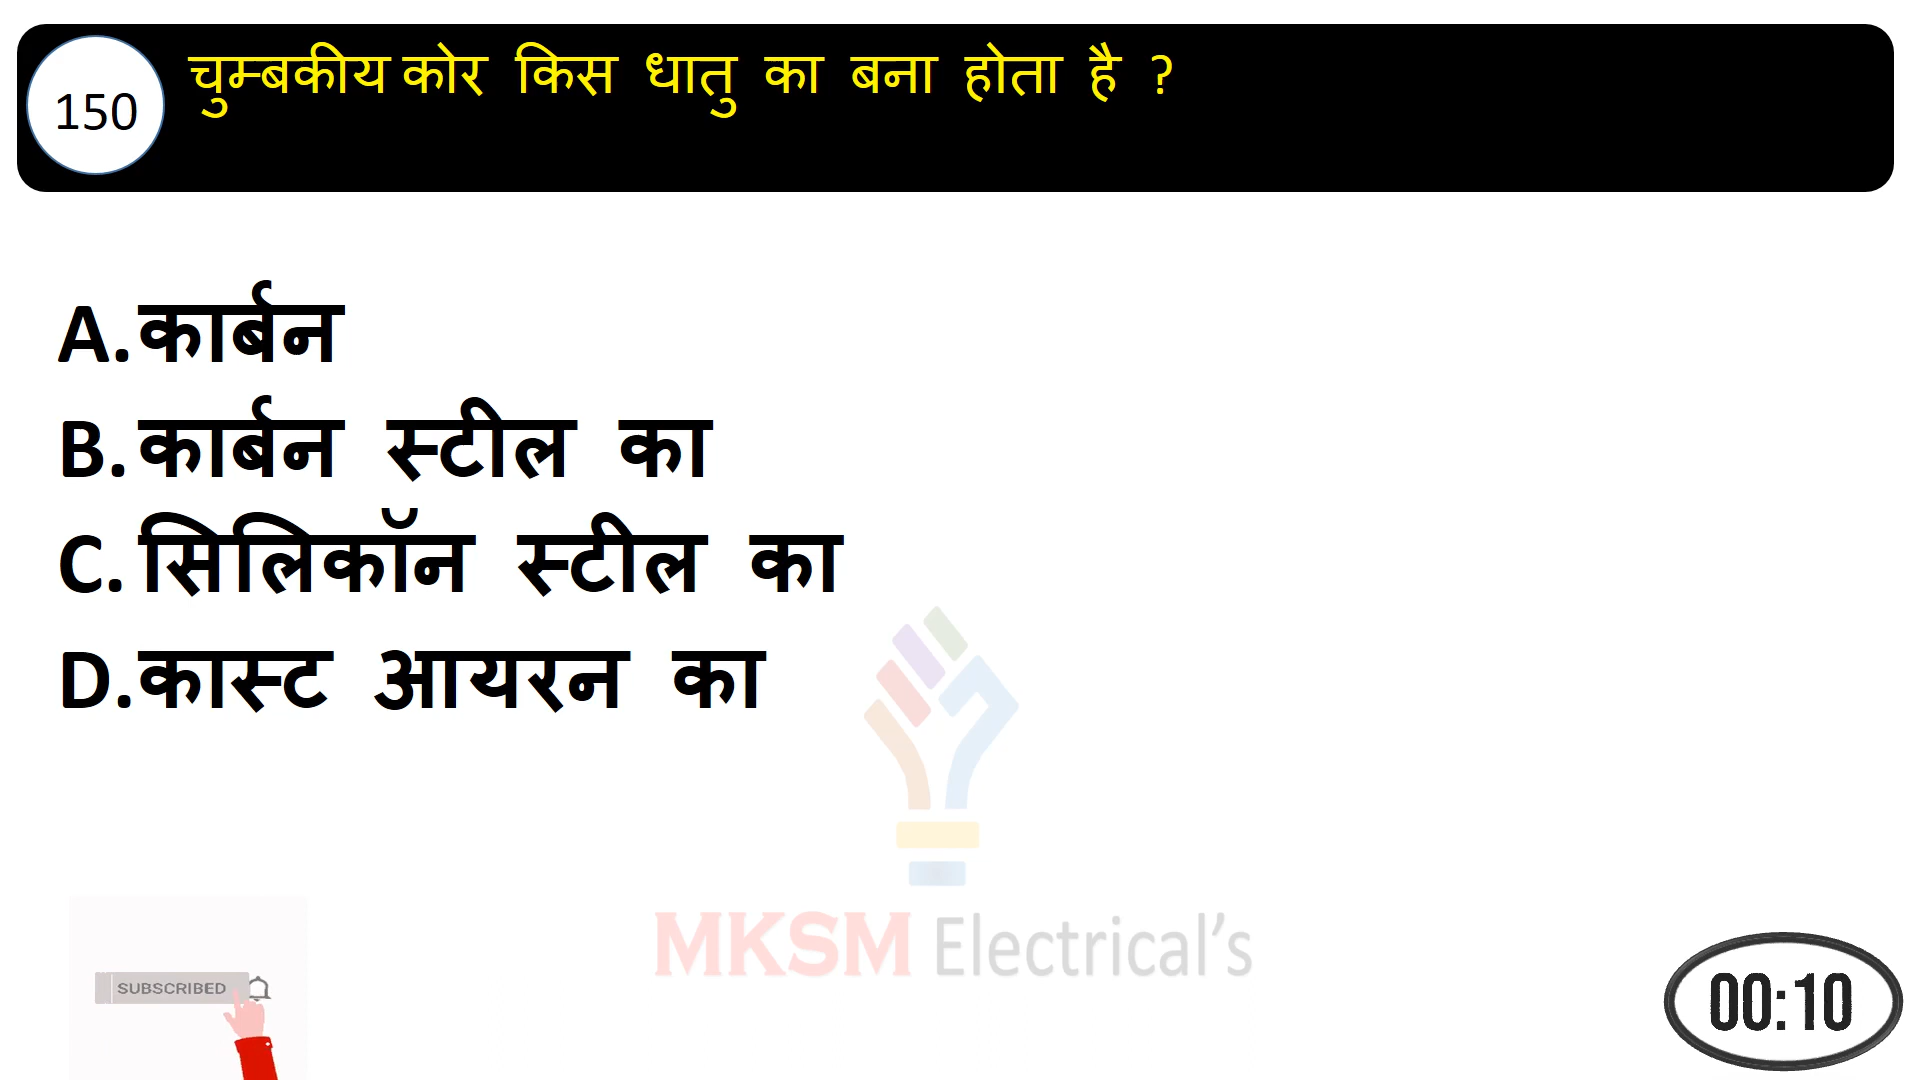 150
चुम्बकीय कोर किस धातु का बना होता है ?
A. कार्बन
B. कार्बन स्टील का
C. सिलिकॉन स्टील का
D. कास्ट आयरन का
MKSM Electrical's
SUBSCRIBED
00:10